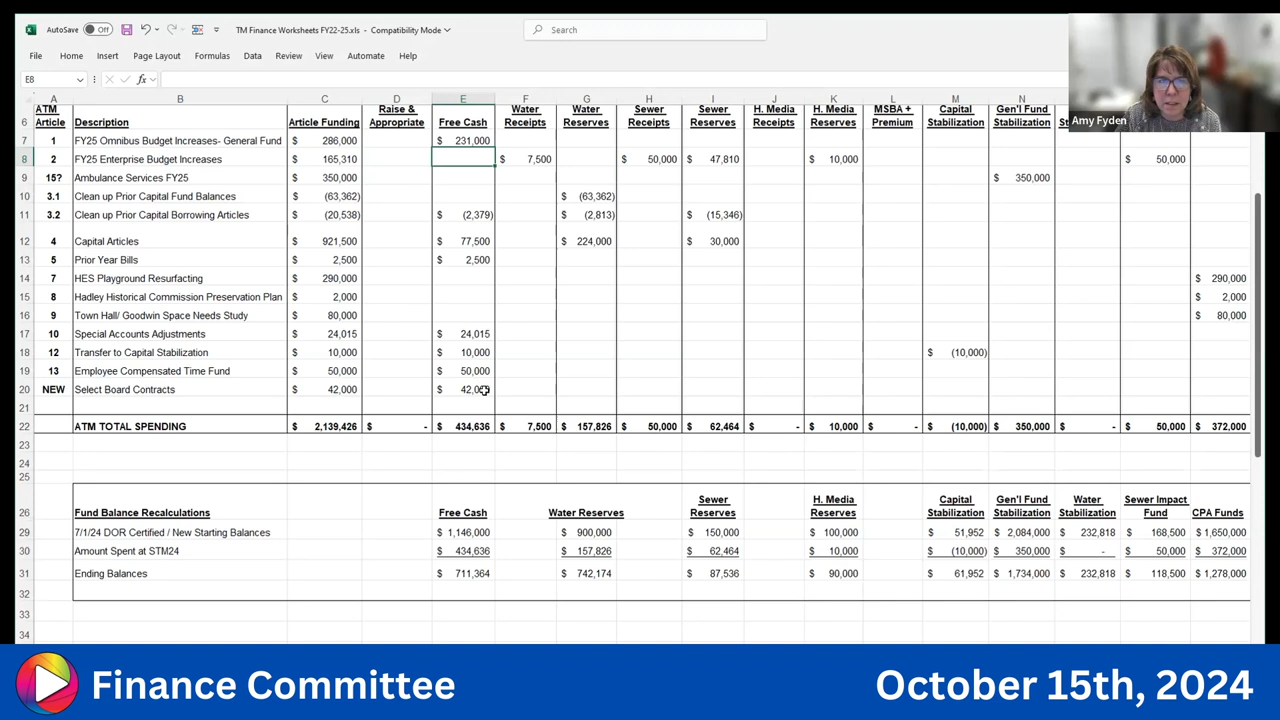 AutoSave Off TM Finance Worksheets FY22-25.xls - Compatibility Mode Search
File Home Insert Page Layout Formulas Data Review View Automate Help
E8 fx
Amy Fyden
A B C D E F G H I J K L M N
6 ATM Article Description Article Funding Raise & Appropriate Free Cash Water Receipts Water Reserves Sewer Receipts Sewer Reserves H. Media Receipts H. Media Reserves MSBA + Premium Capital Stabilization Gen'l Fund Stabilization
7 1 FY25 Omnibus Budget Increases- General Fund $ 286,000 $ 231,000
8 2 FY25 Enterprise Budget Increases $ 165,310 $ 7,500 $ 50,000 $ 47,810 $ 10,000 $ 50,000
9 15? Ambulance Services FY25 $ 350,000 $ 350,000
10 3.1 Clean up Prior Capital Fund Balances $ (63,362) $ (63,362)
11 3.2 Clean up Prior Capital Borrowing Articles $ (20,538) $ (2,379) $ (2,813) $ (15,346)
12 4 Capital Articles $ 921,500 $ 77,500 $ 224,000 $ 30,000
13 5 Prior Year Bills $ 2,500 $ 2,500
14 7 HES Playground Resurfacting $ 290,000 $ 290,000
15 8 Hadley Historical Commission Preservation Plan $ 2,000 $ 2,000
16 9 Town Hall/ Goodwin Space Needs Study $ 80,000 $ 80,000
17 10 Special Accounts Adjustments $ 24,015 $ 24,015
18 12 Transfer to Capital Stabilization $ 10,000 $ 10,000 $ (10,000)
19 13 Employee Compensated Time Fund $ 50,000 $ 50,000
20 NEW Select Board Contracts $ 42,000 $
21
22 ATM TOTAL SPENDING $ 2,139,426 $ - $ 434,636 $ 7,500 $ 157,826 $ 50,000 $ 62,464 $ - $ 10,000 $ - $ (10,000) $ 350,000 $ - $ 50,000 $ 372,000
23
24
25
26 Fund Balance Recalculations Free Cash Water Reserves Sewer Reserves H. Media Reserves Capital Stabilization Gen'l Fund Stabilization Water Stabilization Sewer Impact Fund CPA Funds
29 7/1/24 DOR Certified / New Starting Balances $ 1,146,000 $ 900,000 $ 150,000 $ 100,000 $ 51,952 $ 2,084,000 $ 232,818 $ 168,500 $ 1,650,000
30 Amount Spent at STM24 $ 434,636 $ 157,826 $ 62,464 $ 10,000 $ (10,000) $ 350,000 $ - $ 50,000 $ 372,000
31 Ending Balances $ 711,364 $ 742,174 $ 87,536 $ 90,000 $ 61,952 $ 1,734,000 $ 232,818 $ 118,500 $ 1,278,000
32
33
34
Finance Committee October 15th, 2024